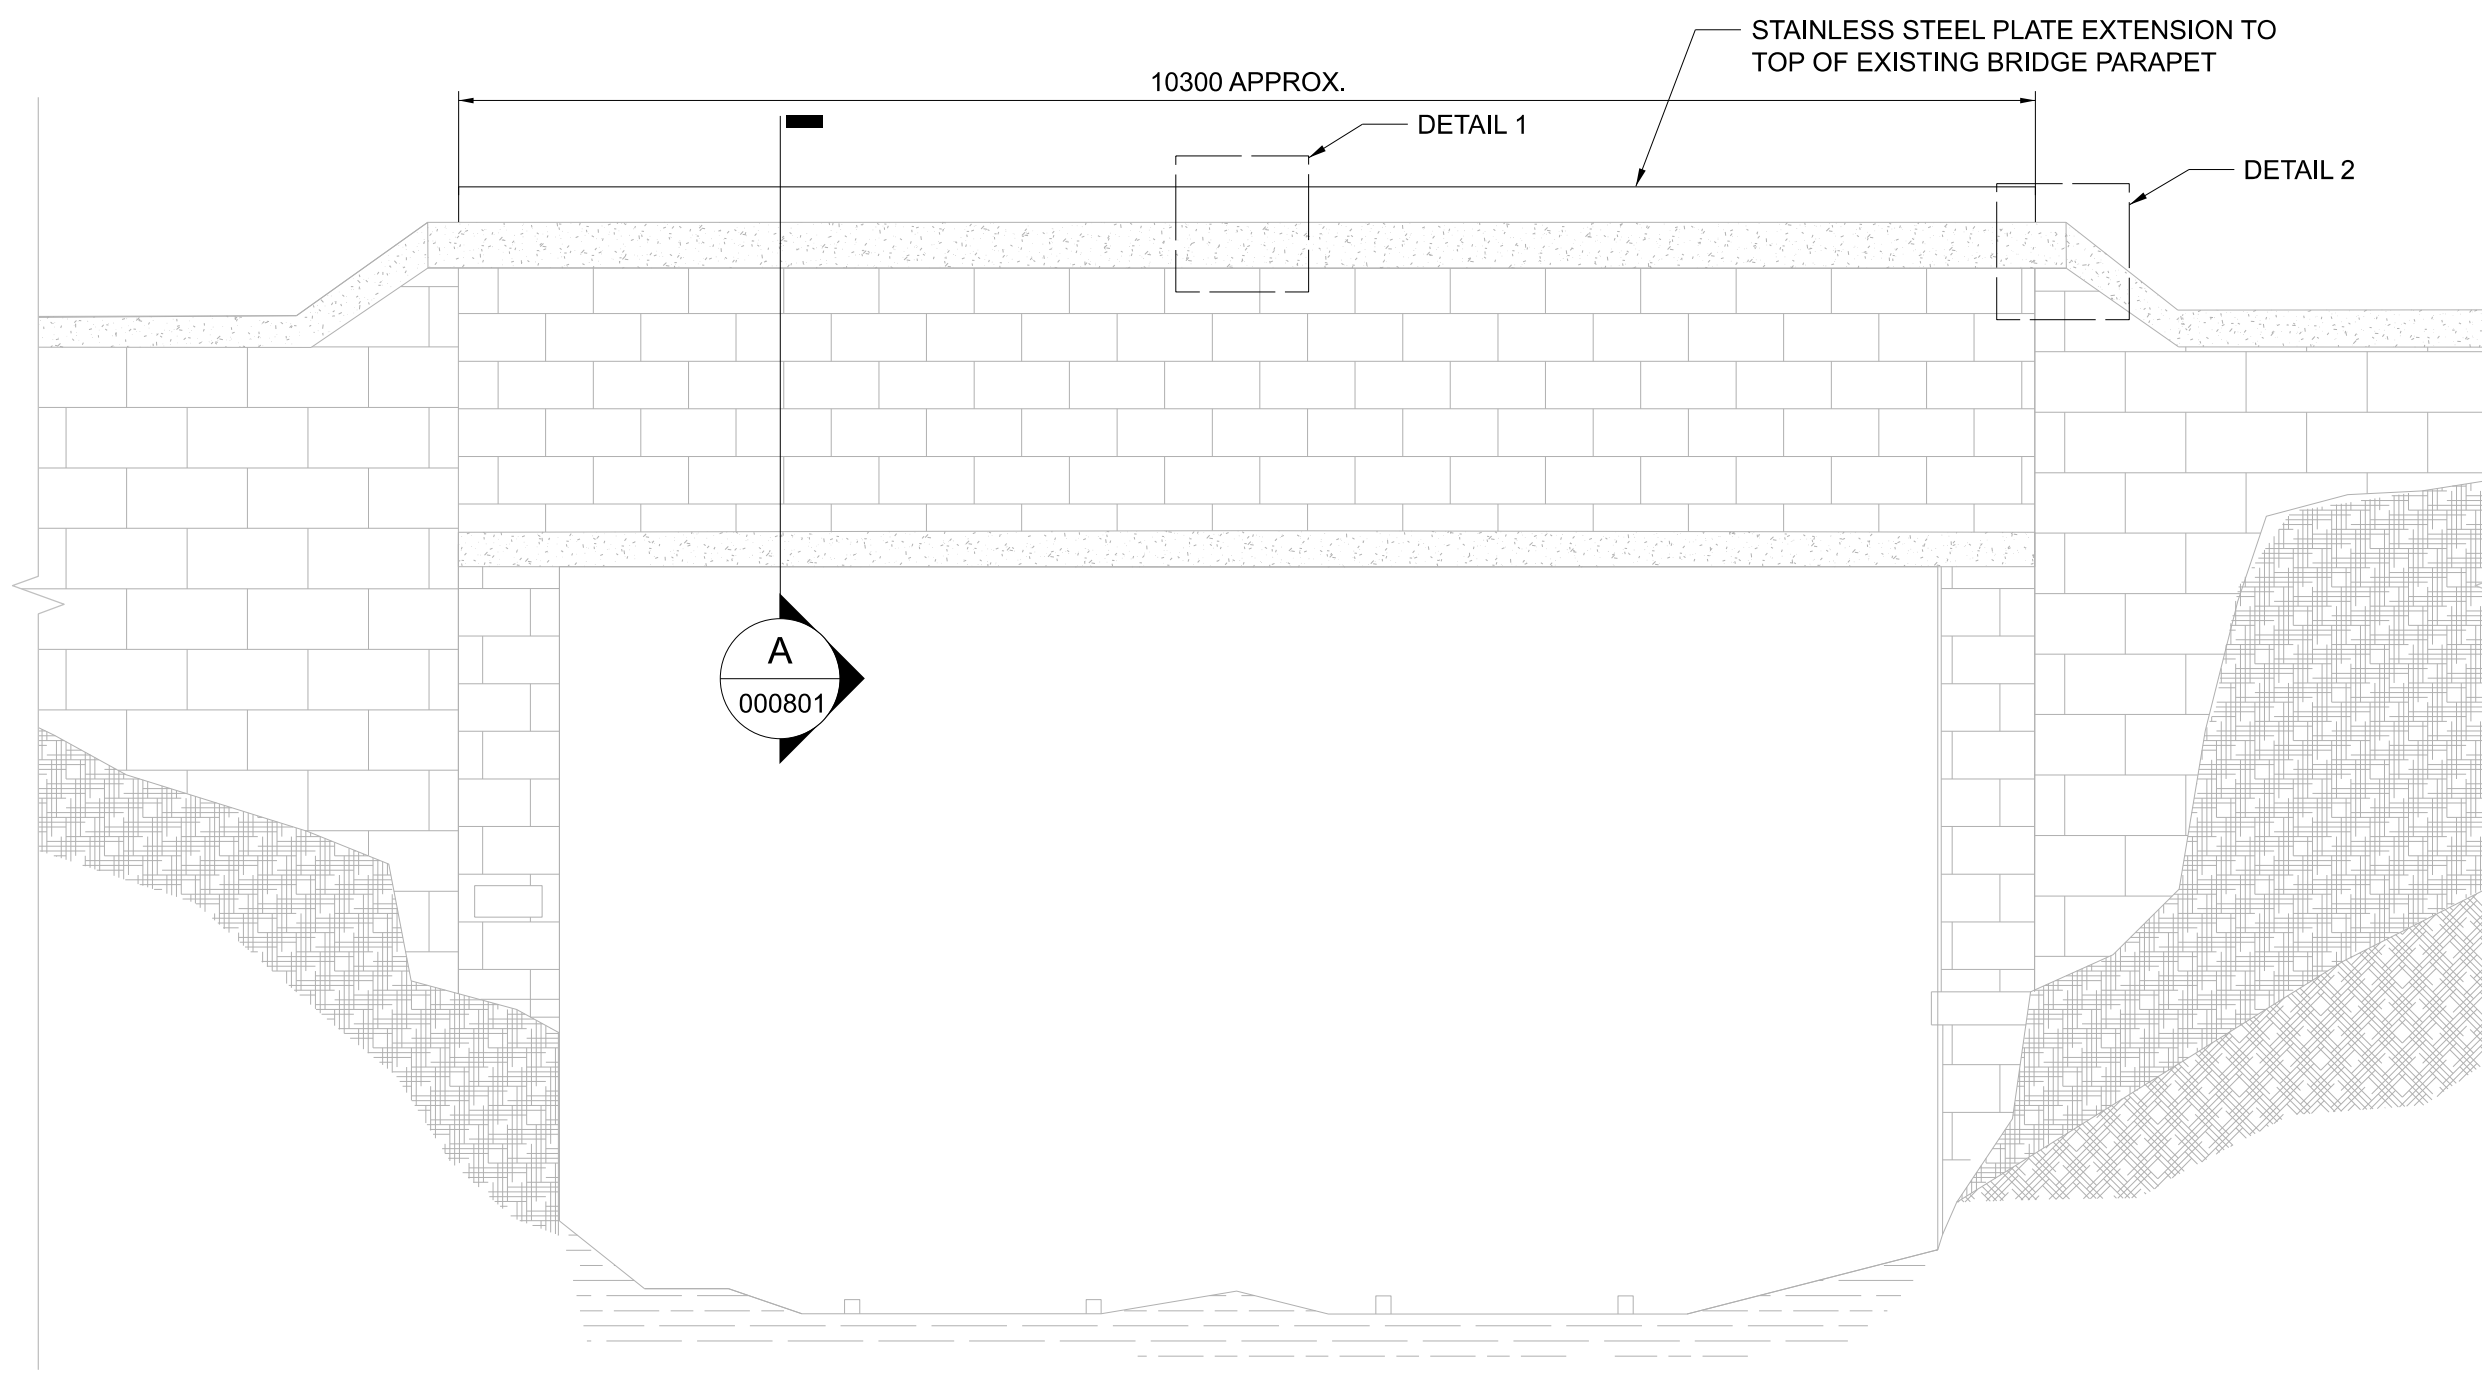 STAINLESS STEEL PLATE EXTENSION TO
TOP OF EXISTING BRIDGE PARAPET
10300 APPROX.
DETAIL 1
DETAIL 2
A
000801